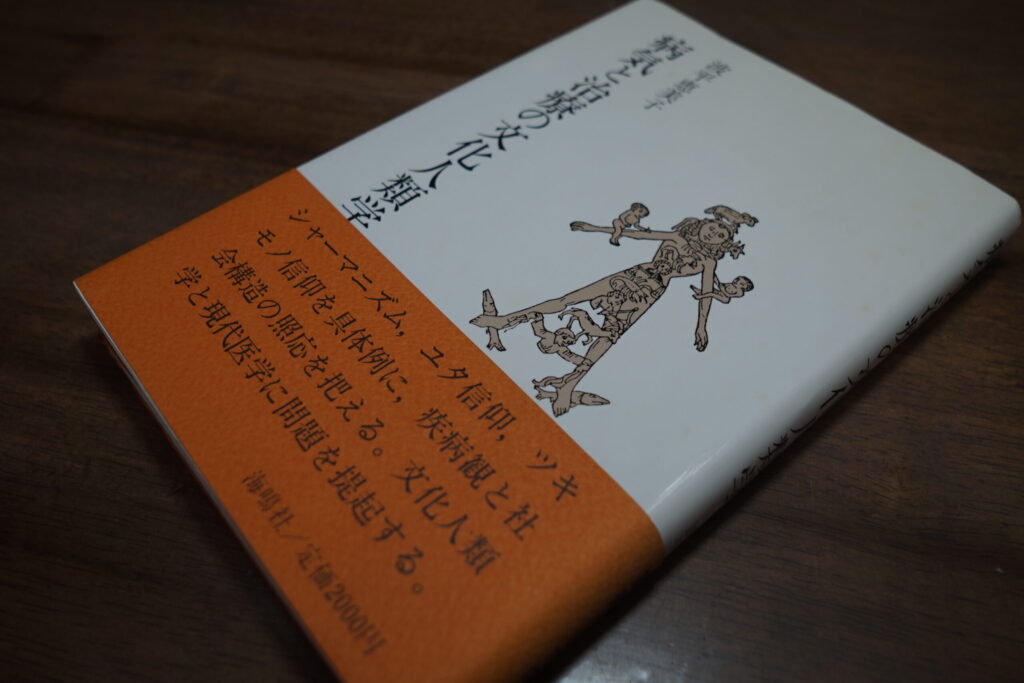 波平恵美子
病気と治療の文化人類学
シャーマニズム，ユタ信仰，ツキ
モノ信仰を具体例に，疾病観と社
会構造の照応を把える。文化人類
学と現代医学に問題を提起する。
海鳴社／定価2000円